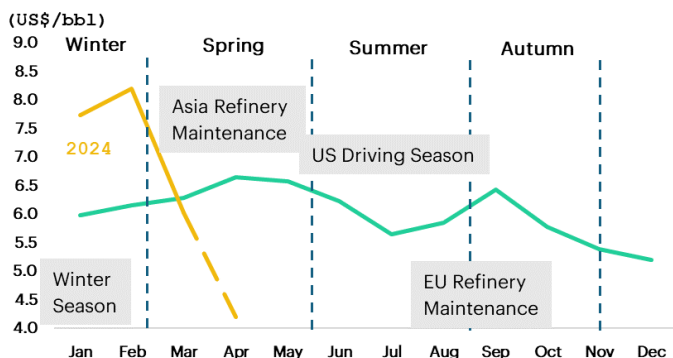 (US$/bbl)
9.0
8.5
8.0
7.5
7.0
6.5
6.0
5.5
5.0
4.5
4.0
Winter
Spring
Summer
Autumn
Asia Refinery
Maintenance
2024
US Driving Season
Winter
Season
EU Refinery
Maintenance
Jan Feb Mar Apr May Jun Jul Aug Sep Oct Nov Dec